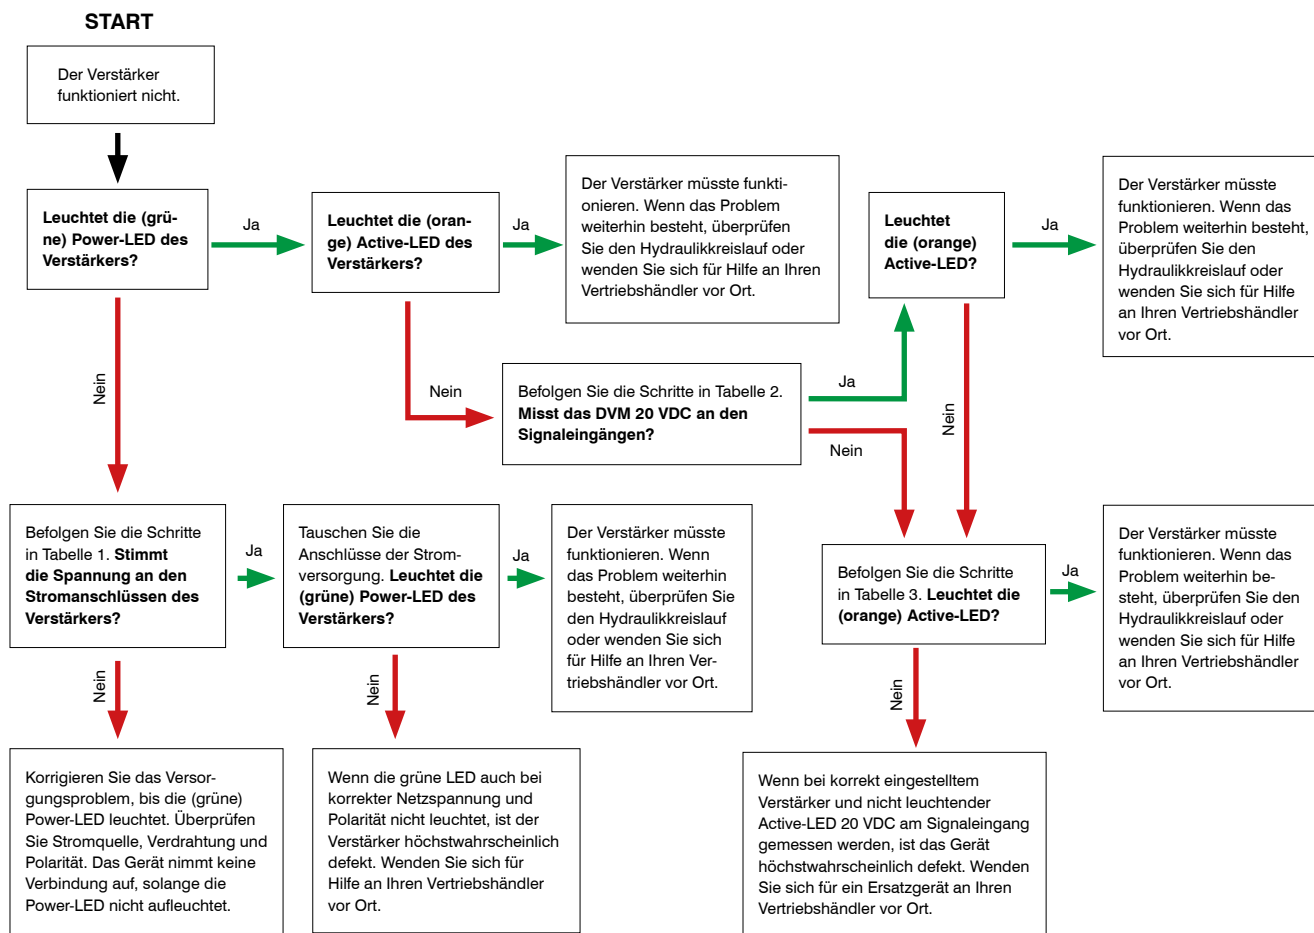 START
Der Verstärker
funktioniert nicht.
Leuchtet die (grü-
ne) Power-LED des
Verstärkers?
Ja
Leuchtet die (oran-
ge) Active-LED des
Verstärkers?
Ja
Der Verstärker müsste funkti-
onieren. Wenn das Problem
weiterhin besteht, überprüfen
Sie den Hydraulikkreislauf oder
wenden Sie sich für Hilfe an Ihren
Vertriebshändler vor Ort.
Leuchtet
die (orange)
Active-LED?
Ja
Der Verstärker müsste
funktionieren. Wenn das
Problem weiterhin besteht,
überprüfen Sie den
Hydraulikkreislauf oder
wenden Sie sich für Hilfe
an Ihren Vertriebshändler
vor Ort.
Nein
Nein
Befolgen Sie die Schritte in Tabelle 2.
Misst das DVM 20 VDC an den
Signaleingängen?
Ja
Nein
Nein
Befolgen Sie die Schritte
in Tabelle 1. Stimmt
die Spannung an den
Stromanschlüssen des
Verstärkers?
Ja
Tauschen Sie die
Anschlüsse der Strom-
versorgung. Leuchtet die
(grüne) Power-LED des
Verstärkers?
Ja
Der Verstärker müsste
funktionieren. Wenn
das Problem weiterhin
besteht, überprüfen Sie
den Hydraulikkreislauf
oder wenden Sie sich
für Hilfe an Ihren Ver-
triebshändler vor Ort.
Befolgen Sie die Schritte
in Tabelle 3. Leuchtet die
(orange) Active-LED?
Ja
Der Verstärker müsste
funktionieren. Wenn das
Problem weiterhin be-
steht, überprüfen Sie den
Hydraulikkreislauf oder
wenden Sie sich für Hilfe
an Ihren Vertriebshändler
vor Ort.
Nein
Nein
Nein
Korrigieren Sie das Versor-
gungsproblem, bis die (grüne)
Power-LED leuchtet. Überprüfen
Sie Stromquelle, Verdrahtung und
Polarität. Das Gerät nimmt keine
Verbindung auf, solange die
Power-LED nicht aufleuchtet.
Wenn die grüne LED auch bei
korrekter Netzspannung und
Polarität nicht leuchtet, ist der
Verstärker höchstwahrscheinlich
defekt. Wenden Sie sich für
Hilfe an Ihren Vertriebshändler
vor Ort.
Wenn bei korrekt eingestelltem
Verstärker und nicht leuchtender
Active-LED 20 VDC am Signaleingang
gemessen werden, ist das Gerät
höchstwahrscheinlich defekt. Wenden
Sie sich für ein Ersatzgerät an Ihren
Vertriebshändler vor Ort.